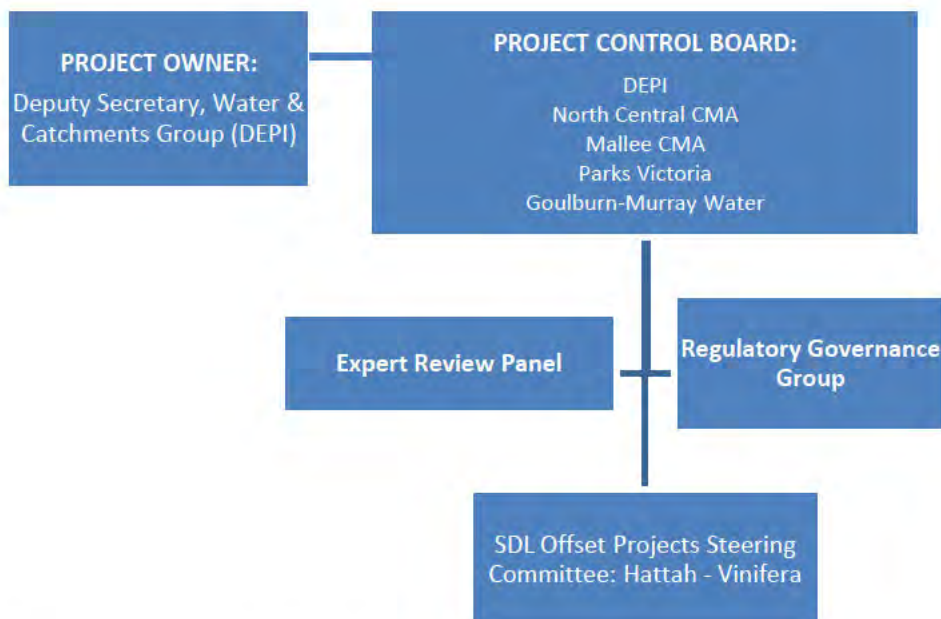 PROJECT OWNER:
Deputy Secretary, Water &
Catchments Group (DEPI)
PROJECT CONTROL BOARD:
DEPI
North Central CMA
Mallee CMA
Parks Victoria
Goulburn-Murray Water
Expert Review Panel
Regulatory Governance
Group
SDL Offset Projects Steering
Committee: Hattah - Vinifera